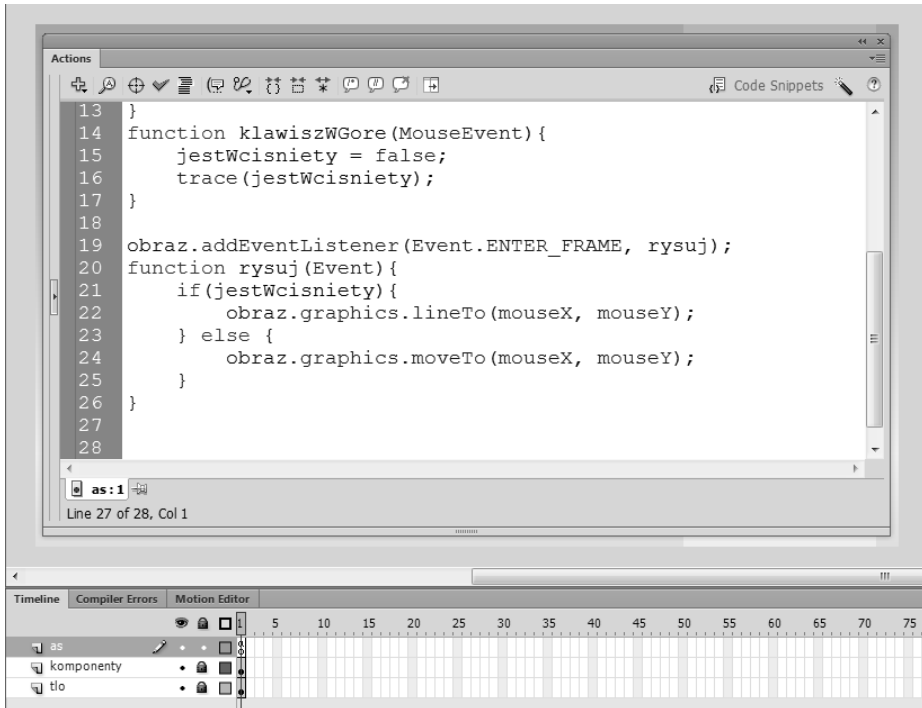 Actions
Code Snippets
13 }
14 function klawiszWGore(MouseEvent){
15 jestWcisniety = false;
16 trace(jestWcisniety);
17 }
18
19 obraz.addEventListener(Event.ENTER_FRAME, rysuj);
20 function rysuj(Event){
21 if(jestWcisniety){
22 obraz.graphics.lineTo(mouseX, mouseY);
23 } else {
24 obraz.graphics.moveTo(mouseX, mouseY);
25 }
26 }
27
28
as:1
Line 27 of 28, Col 1
Timeline Compiler Errors Motion Editor
1 5 10 15 20 25 30 35 40 45 50 55 60 65 70 75
as
komponenty
tlo